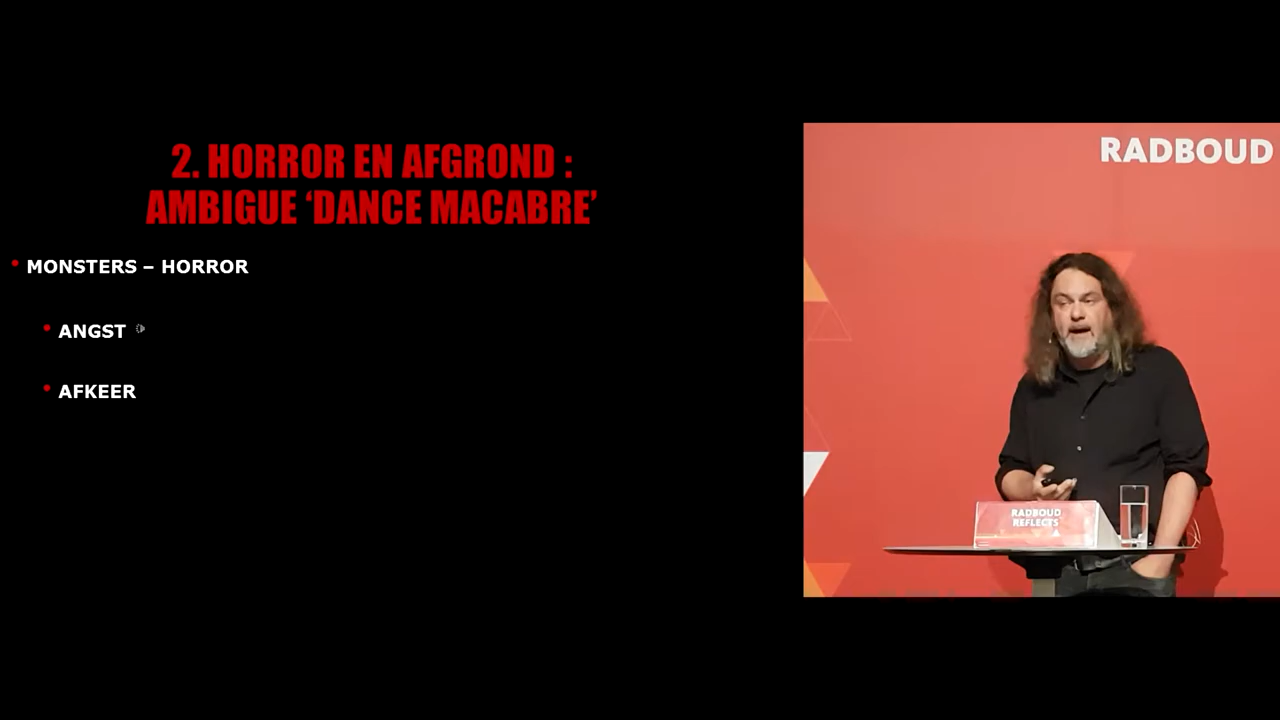 2. HORROR EN AFGROND :
AMBIGUE ‘DANCE MACABRE’
• MONSTERS – HORROR
• ANGST
• AFKEER
RADBOUD
RADBOUD
REFLECTS